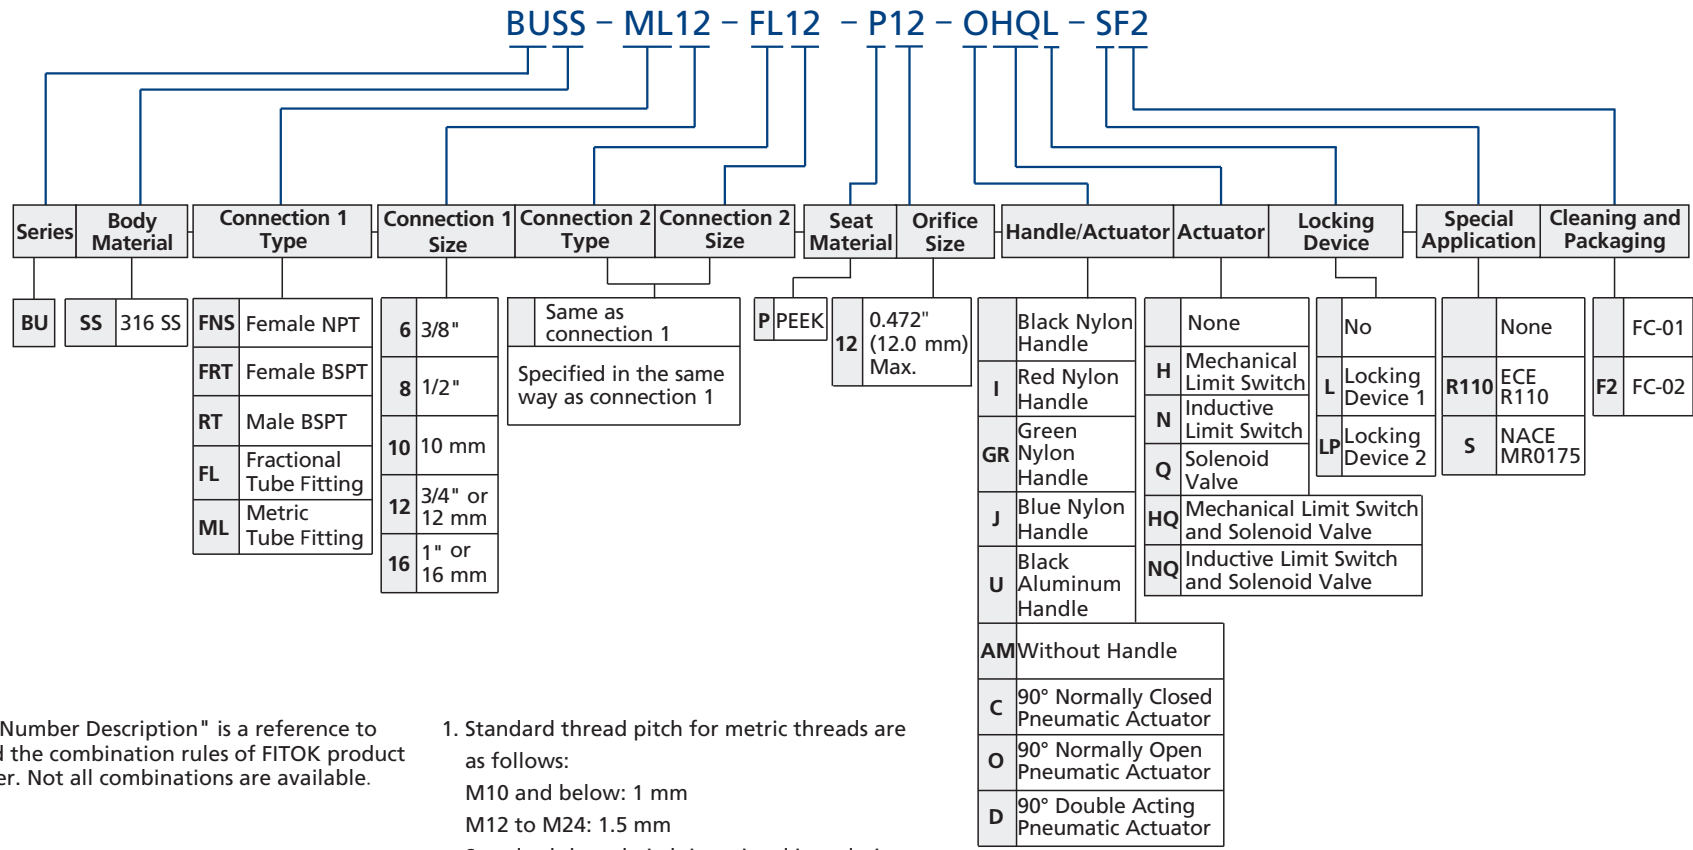 BUSS – ML12 – FL12 – P12 – OHQL – SF2
Series
Body
Material
Connection 1
Type
Connection 1
Size
Connection 2
Type
Connection 2
Size
Seat
Material
Orifice
Size
Handle/Actuator
Actuator
Locking
Device
Special
Application
Cleaning and
Packaging
BU
SS 316 SS
FNS Female NPT
FRT Female BSPT
RT Male BSPT
FL Fractional
Tube Fitting
ML Metric
Tube Fitting
6 3/8"
8 1/2"
10 10 mm
12 3/4" or
12 mm
16 1" or
16 mm
Same as
connection 1
Specified in the same
way as connection 1
P PEEK
12 0.472"
(12.0 mm)
Max.
Black Nylon
Handle
I Red Nylon
Handle
GR Green
Nylon
Handle
J Blue Nylon
Handle
U Black
Aluminum
Handle
AM Without Handle
C 90° Normally Closed
Pneumatic Actuator
O 90° Normally Open
Pneumatic Actuator
D 90° Double Acting
Pneumatic Actuator
None
H Mechanical
Limit Switch
N Inductive
Limit Switch
Q Solenoid
Valve
HQ Mechanical Limit Switch
and Solenoid Valve
NQ Inductive Limit Switch
and Solenoid Valve
No
L Locking
Device 1
LP Locking
Device 2
None
R110 ECE
R110
S NACE
MR0175
FC-01
F2 FC-02
Number Description" is a reference to
the combination rules of FITOK product
Not all combinations are available.
1. Standard thread pitch for metric threads are
as follows:
M10 and below: 1 mm
M12 to M24: 1.5 mm